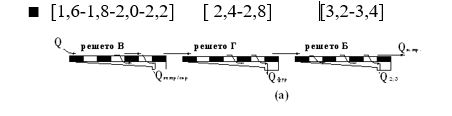 [1,6-1,8-2,0-2,2] [ 2,4-2,8] [3,2-3,4]
Q решето В решето Г решето Б
(а)